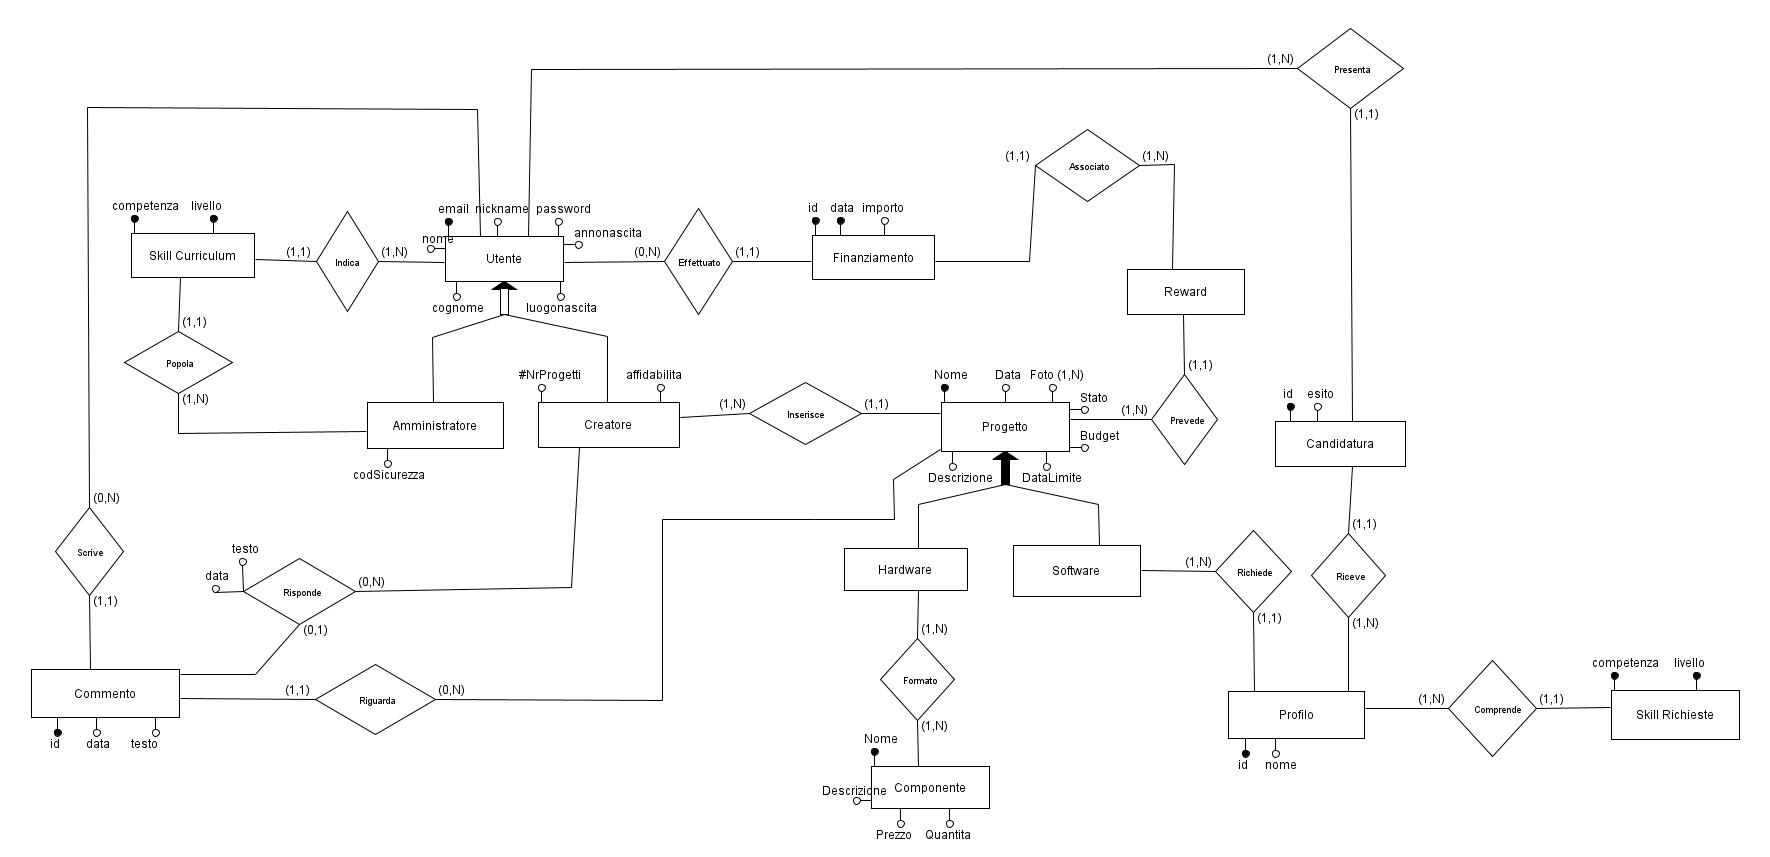 (1,N)
Presenta
(1,1)
(1,1)
Associato
(1,N)
competenza
livello
email
nickname
password
nome
annonascita
id
data
importo
Skill Curriculum
(1,1)
Indica
(1,N)
Utente
(0,N)
Effettuato
(1,1)
Finanziamento
cognome
luogonascita
Reward
(1,1)
Popola
(1,N)
#NrProgetti
affidabilita
Nome
Data
Foto (1,N)
Stato
(1,1)
Amministratore
codSicurezza
Creatore
(1,N)
Inserisce
(1,1)
Progetto
(1,N)
Prevede
Budget
Descrizione
DataLimite
id
esito
Candidatura
(0,N)
Scrive
(1,1)
testo
data
Risponde
(0,N)
(0,1)
Hardware
Software
(1,N)
Richiede
(1,1)
(1,1)
Riceve
(1,N)
Commento
id
data
testo
(1,1)
Riguarda
(0,N)
(1,N)
Formato
(1,N)
Nome
Descrizione
Componente
Prezzo
Quantita
Profilo
id
nome
(1,N)
Comprende
(1,1)
competenza
livello
Skill Richieste